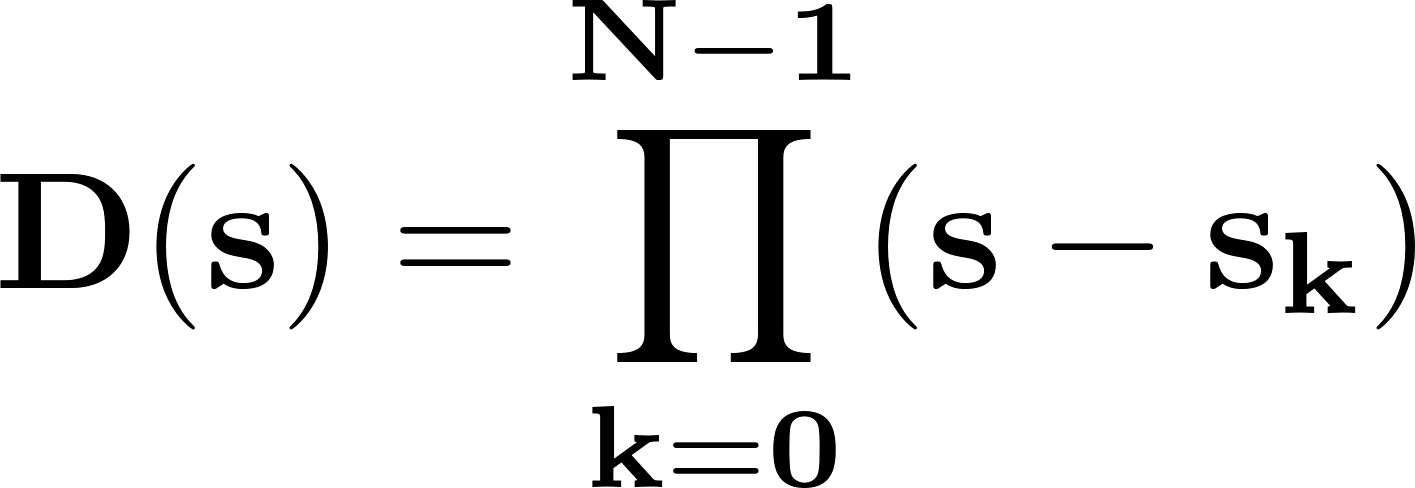 D(s) = ∏_{k=0}^{N−1} (s − s_k)